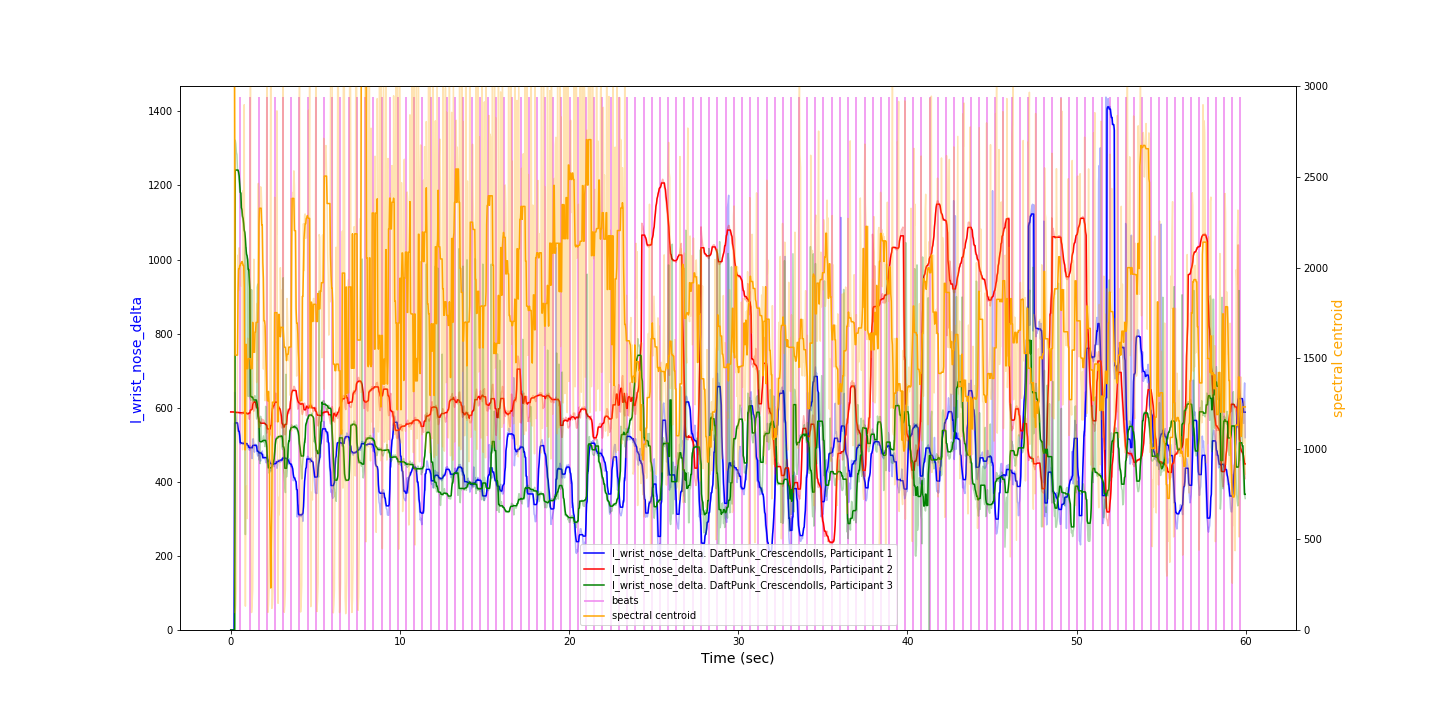 1400
1200
1000
800
600
400
200
0
l_wrist_nose_delta
3000
2500
2000
1500
1000
500
0
spectral centroid
l_wrist_nose_delta. DaftPunk_Crescendolls, Participant 1
l_wrist_nose_delta. DaftPunk_Crescendolls, Participant 2
l_wrist_nose_delta. DaftPunk_Crescendolls, Participant 3
beats
spectral centroid
0 10 20 30 40 50 60
Time (sec)